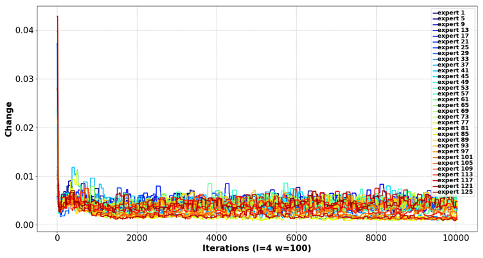 0.04
0.03
0.02
0.01
0.00
Change
0
2000
4000
6000
8000
10000
Iterations (l=4 w=100)
expert 1
expert 5
expert 9
expert 13
expert 17
expert 21
expert 25
expert 29
expert 33
expert 37
expert 41
expert 45
expert 49
expert 53
expert 57
expert 61
expert 65
expert 69
expert 73
expert 77
expert 81
expert 85
expert 89
expert 93
expert 97
expert 101
expert 105
expert 109
expert 113
expert 117
expert 121
expert 125